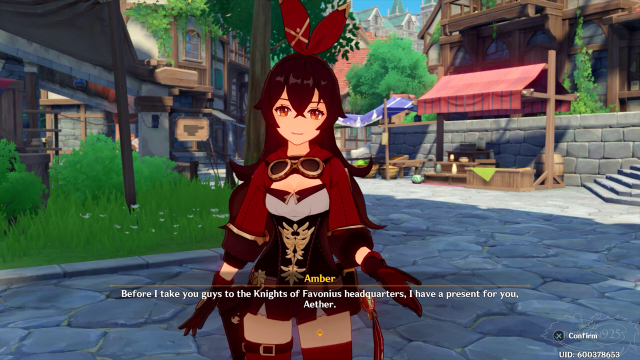 Amber
Before I take you guys to the Knights of Favonius headquarters, I have a present for you,
Aether.
Confirm
UID: 600378653